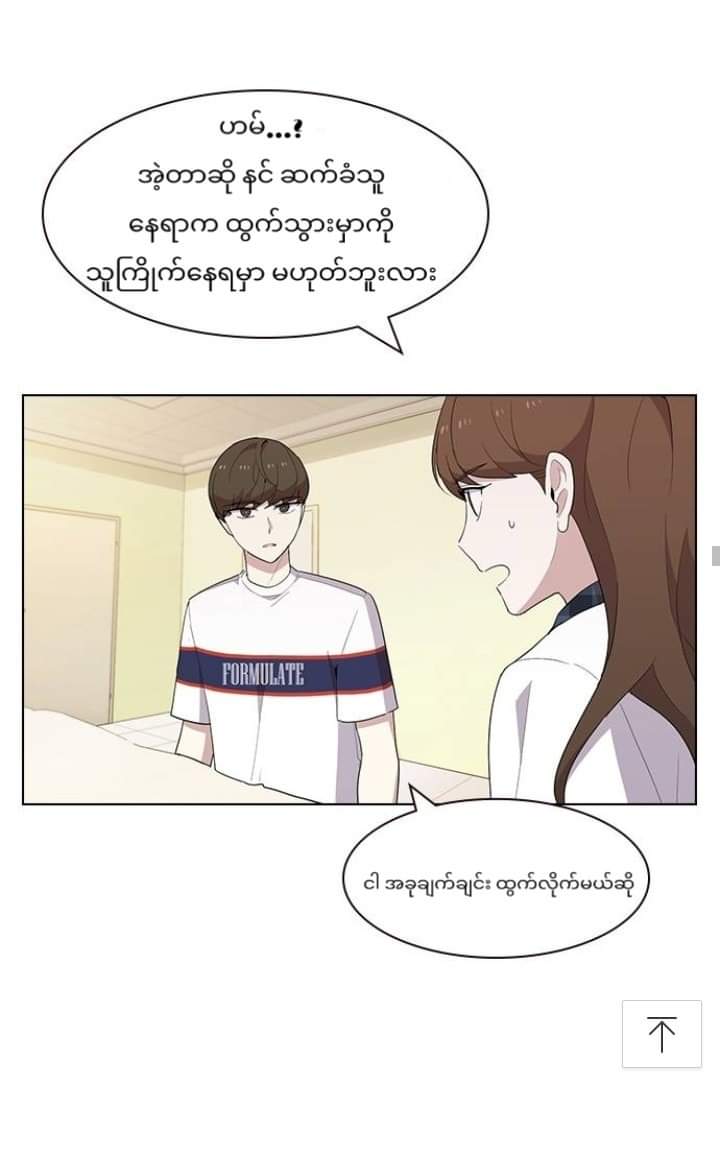 ဟမ်...?
အဲ့တာဆို နင် ဆက်ခံသူ
နေရာက ထွက်သွားမှာကို
သူကြိုက်နေရမှာ မဟုတ်ဘူးလား
FORMULATE
ငါ အခုချက်ချင်း ထွက်လိုက်မယ်ဆို